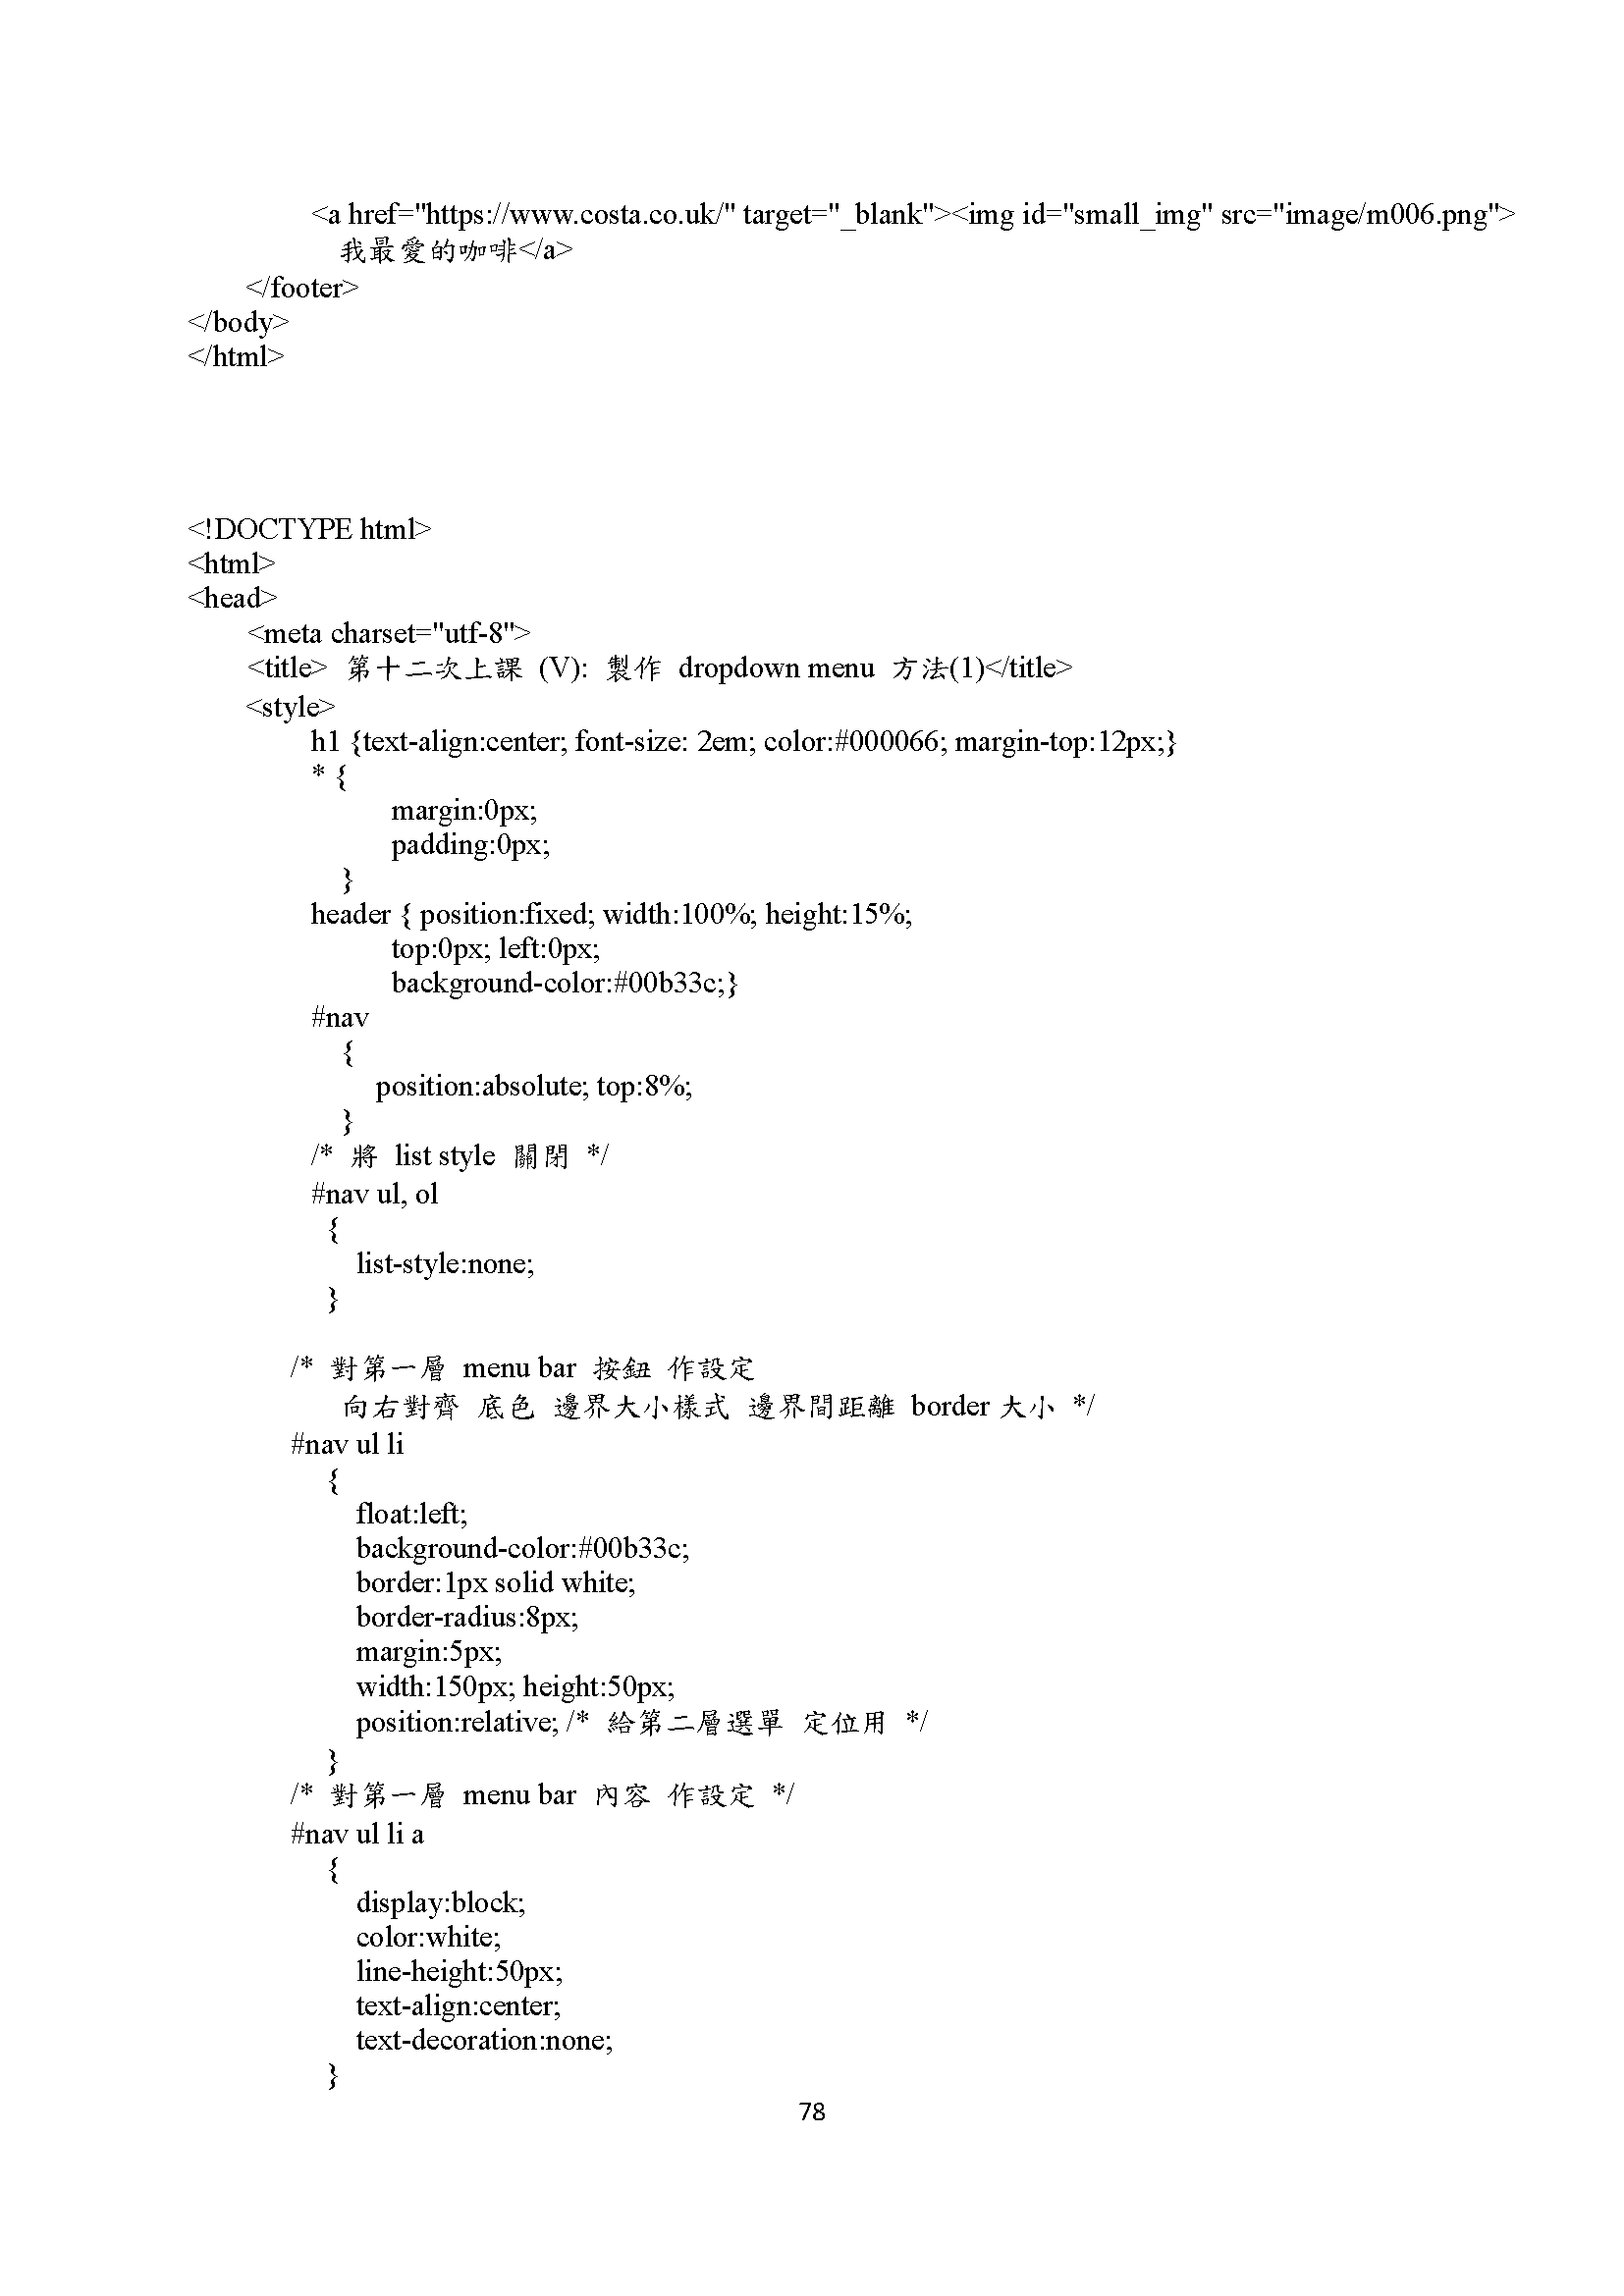 <a href="https://www.costa.co.uk/" target="_blank"><img id="small_img" src="image/m006.png">
我最愛的咖啡</a>
</footer>
</body>
</html>
<!DOCTYPE html>
<html>
<head>
<meta charset="utf-8">
<title> 第十二次上課 (V): 製作 dropdown menu 方法(1)</title>
<style>
h1 {text-align:center; font-size: 2em; color:#000066; margin-top:12px;}
* {
margin:0px;
padding:0px;
}
header { position:fixed; width:100%; height:15%;
top:0px; left:0px;
background-color:#00b33c;}
#nav
{
position:absolute; top:8%;
}
/* 將 list style 關閉 */
#nav ul, ol
{
list-style:none;
}
/* 對第一層 menu bar 按鈕 作設定
向右對齊 底色 邊界大小樣式 邊界間距離 border 大小 */
#nav ul li
{
float:left;
background-color:#00b33c;
border:1px solid white;
border-radius:8px;
margin:5px;
width:150px; height:50px;
position:relative; /* 給第二層選單 定位用 */
}
/* 對第一層 menu bar 內容 作設定 */
#nav ul li a
{
display:block;
color:white;
line-height:50px;
text-align:center;
text-decoration:none;
}
78